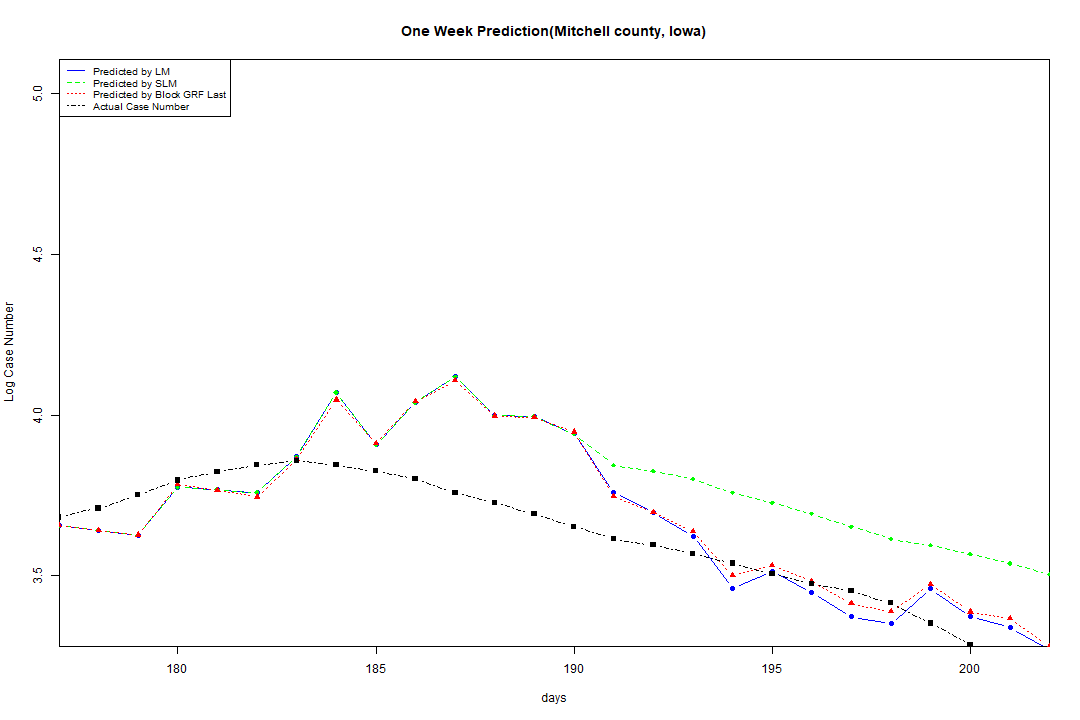 One Week Prediction(Mitchell county, Iowa)
Predicted by LM
Predicted by SLM
Predicted by Block GRF Last
Actual Case Number
5.0
4.5
4.0
3.5
Log Case Number
180 185 190 195 200
days